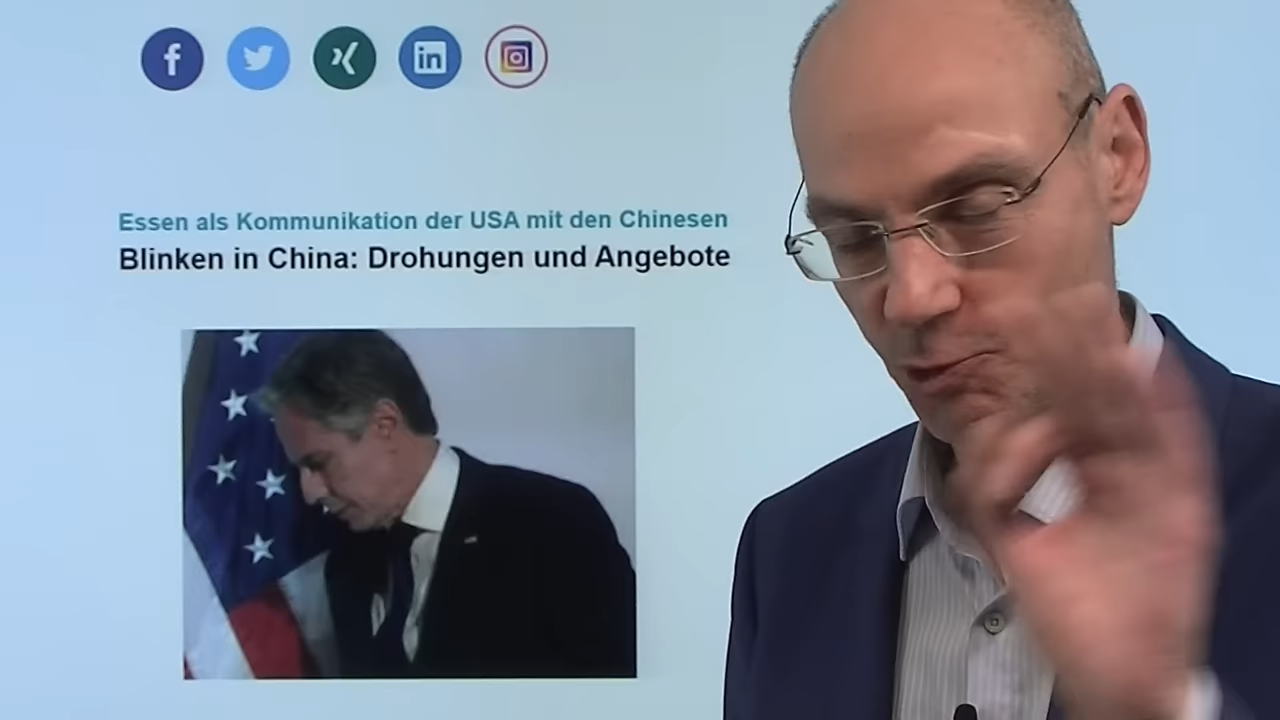 Essen als Kommunikation der USA mit den Chinesen
Blinken in China: Drohungen und Angebote